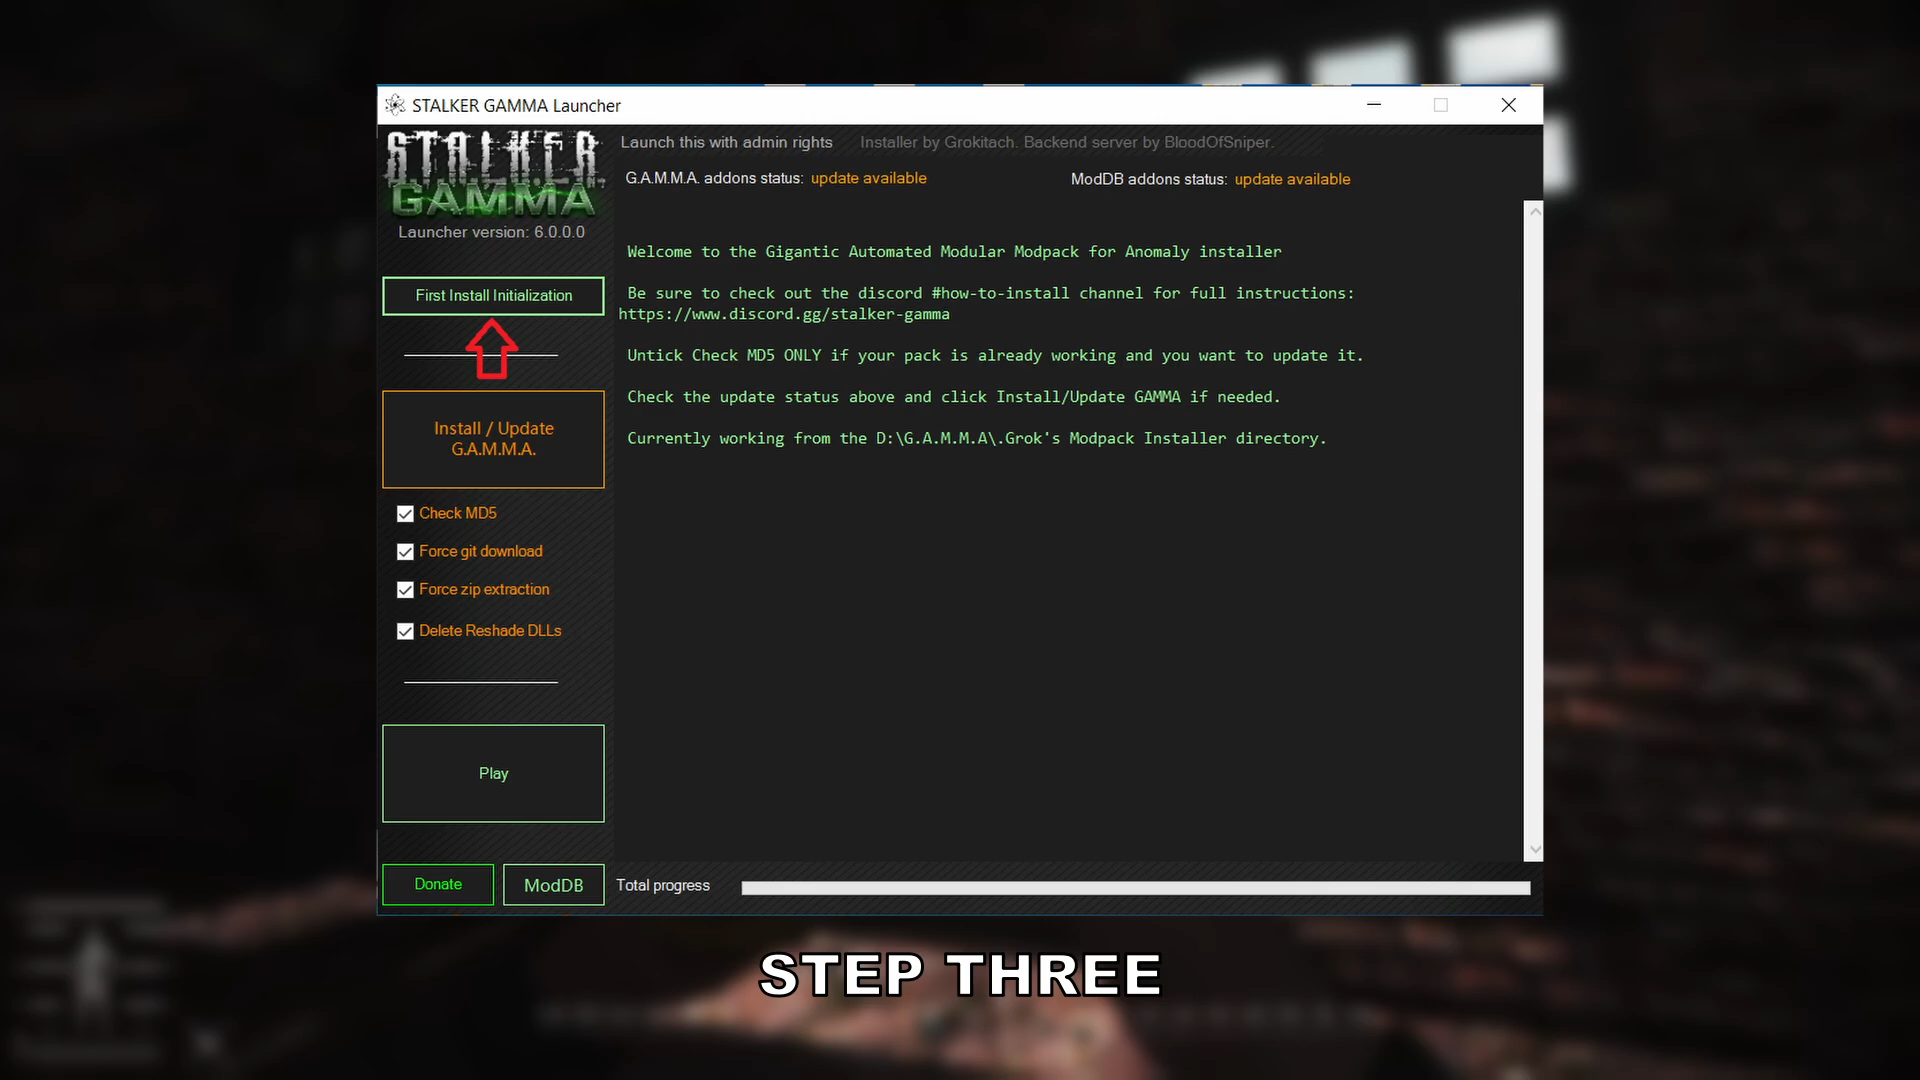 STALKER GAMMA Launcher
S.T.A.L.K.E.R
GAMMA
Launcher version: 6.0.0.0
Launch this with admin rights
Installer by Grokitach. Backend server by BloodOfSniper.
G.A.M.M.A. addons status: update available
ModDB addons status: update available
First Install Initialization
Install / Update
G.A.M.M.A.
Check MD5
Force git download
Force zip extraction
Delete Reshade DLLs
Play
Donate
ModDB
Welcome to the Gigantic Automated Modular Modpack for Anomaly installer
Be sure to check out the discord #how-to-install channel for full instructions:
https://www.discord.gg/stalker-gamma
Untick Check MD5 ONLY if your pack is already working and you want to update it.
Check the update status above and click Install/Update GAMMA if needed.
Currently working from the D:\G.A.M.M.A\.Grok's Modpack Installer directory.
Total progress
STEP THREE